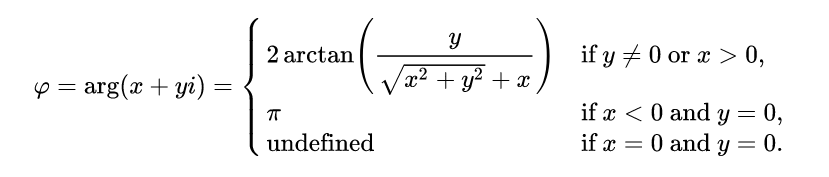 φ = arg(x + yi) = { 2 arctan( y / (√(x² + y²) + x) ) if y ≠ 0 or x > 0,
π if x < 0 and y = 0,
undefined if x = 0 and y = 0.